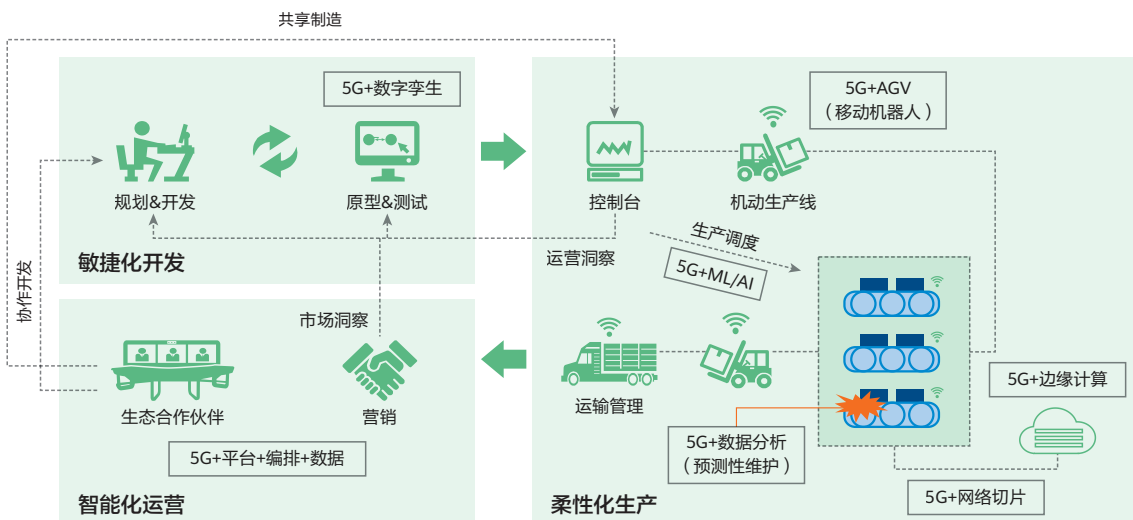 共享制造
5G+数字孪生
规划&开发
原型&测试
敏捷化开发
协作开发
5G+AGV
（移动机器人）
控制台
机动生产线
运营洞察
生产调度
5G+ML/AI
市场洞察
生态合作伙伴
营销
5G+平台+编排+数据
智能化运营
运输管理
5G+数据分析
（预测性维护）
5G+边缘计算
5G+网络切片
柔性化生产